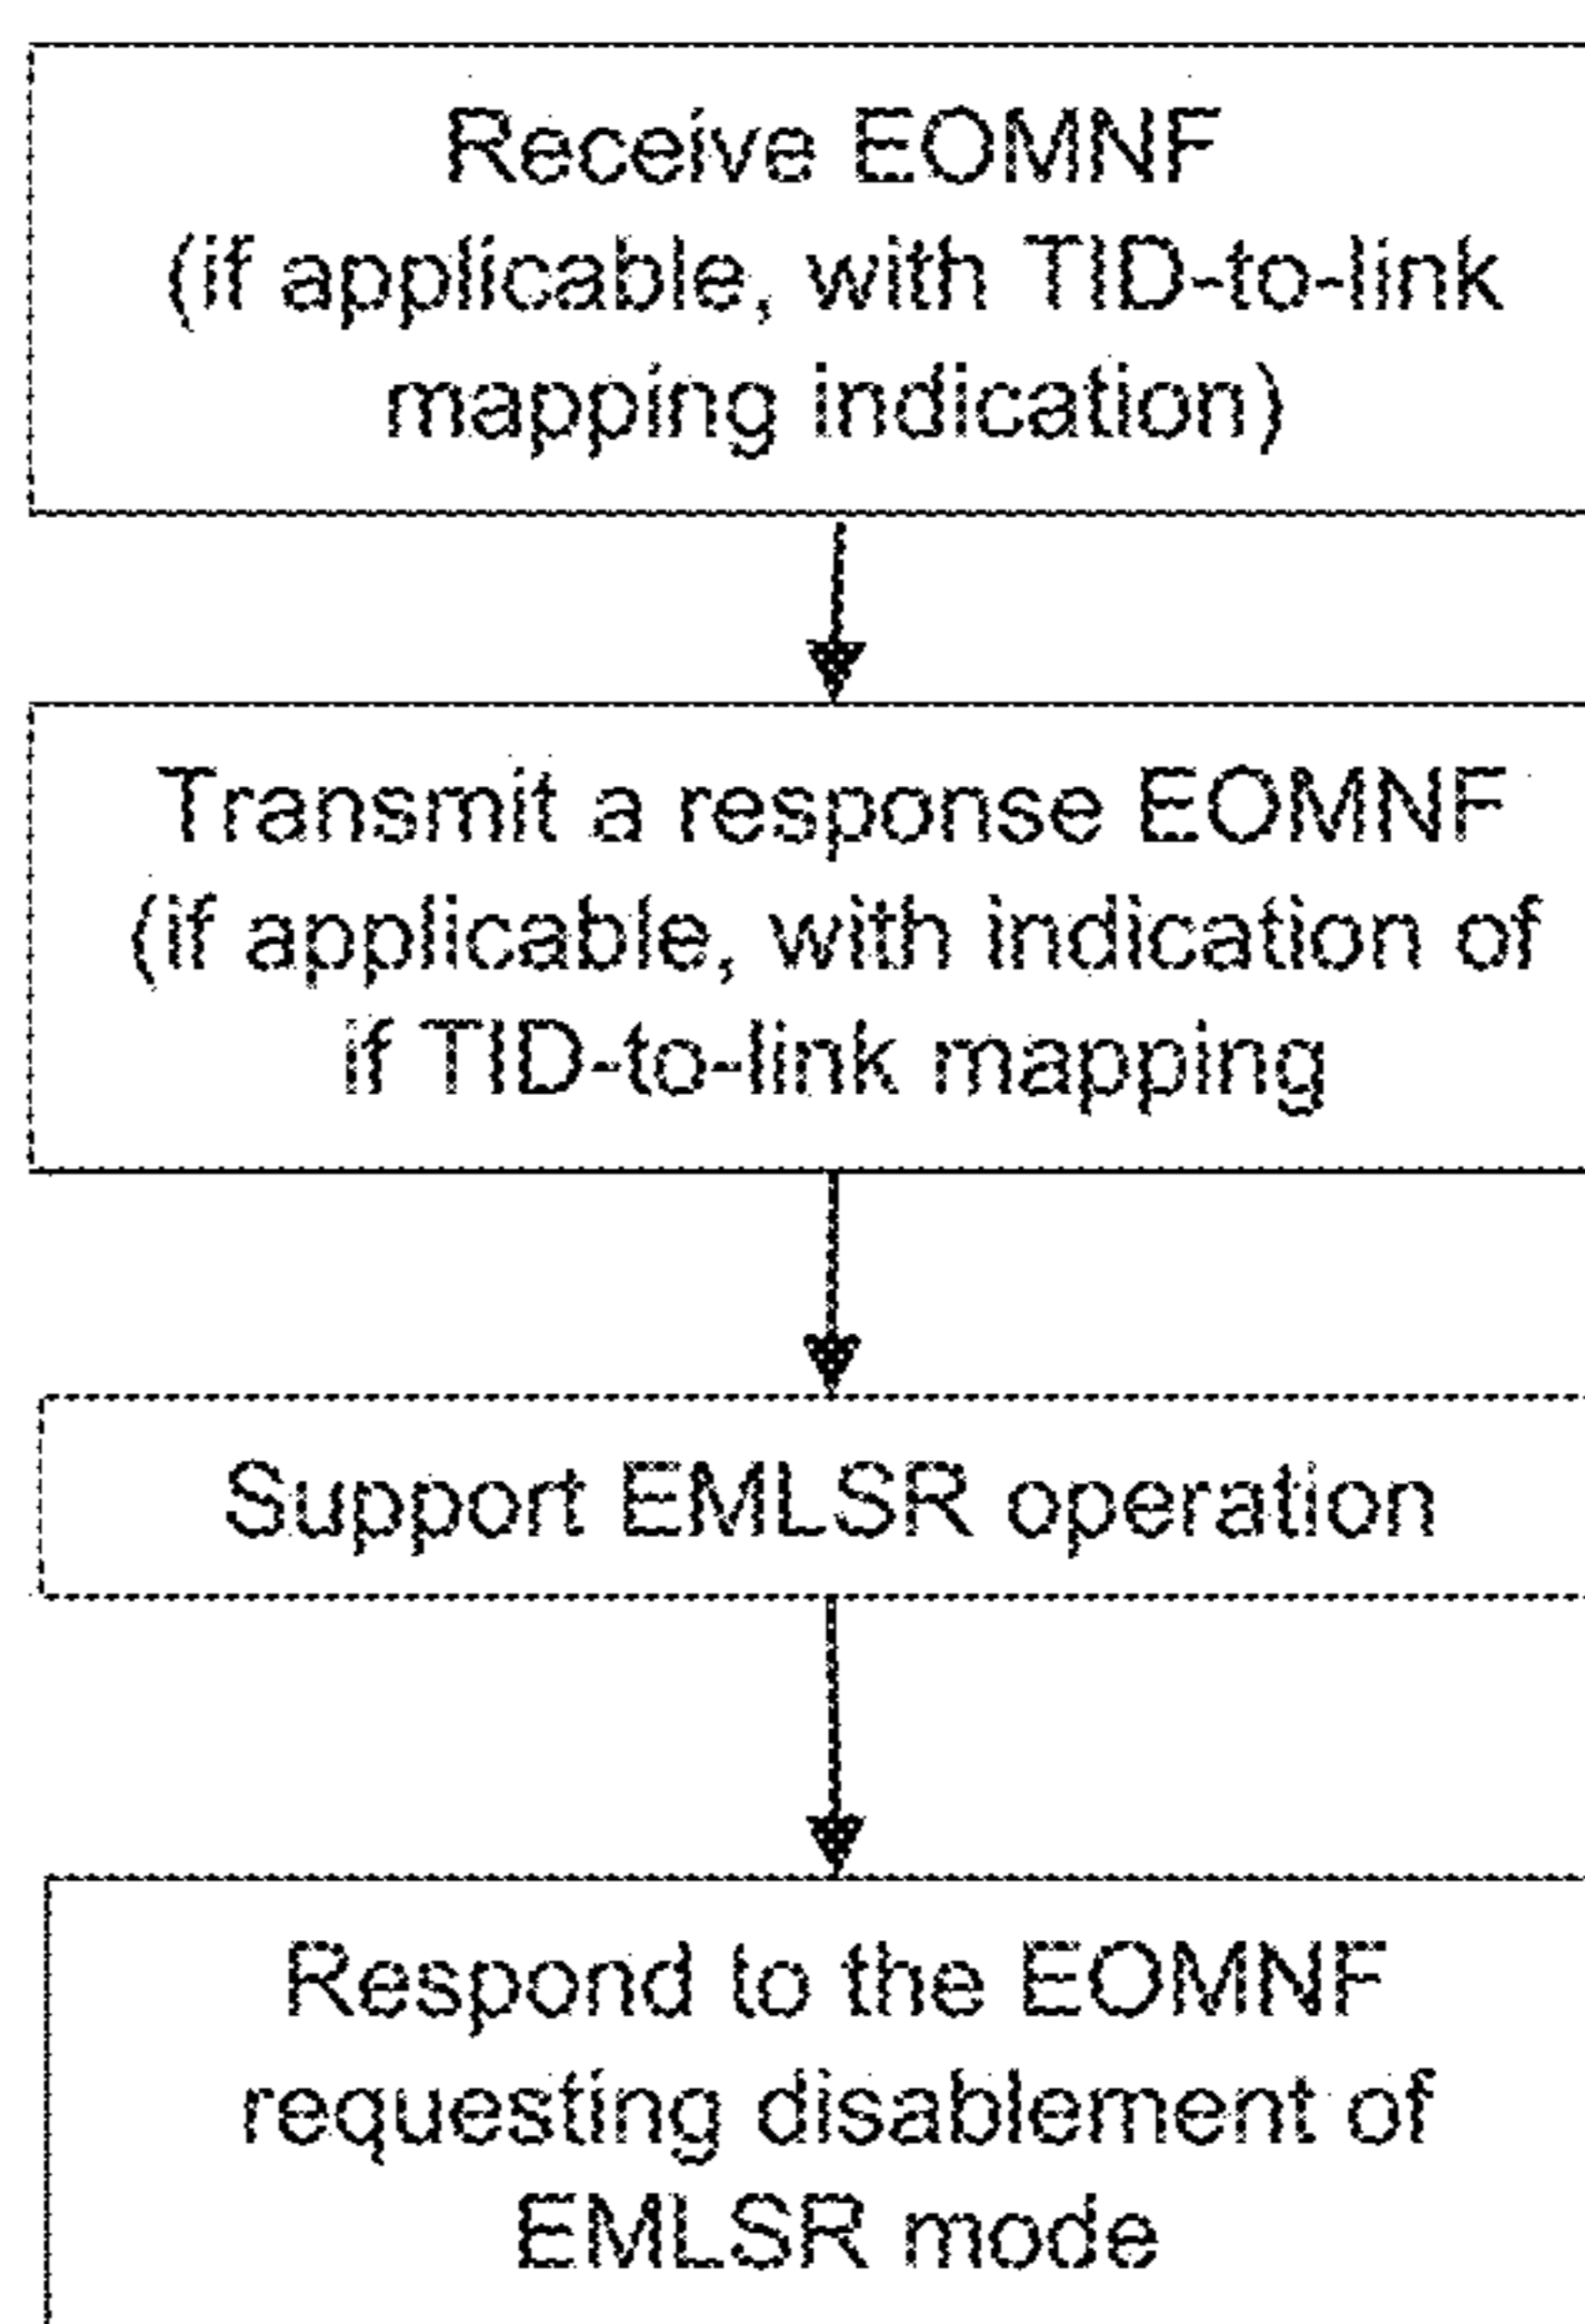 Receive EOMNF
(if applicable, with TID-to-link
mapping indication)
Transmit a response EOMNF
(if applicable, with indication of
if TID-to-link mapping
Support EMLSR operation
Respond to the EOMNF
requesting disablement of
EMLSR mode